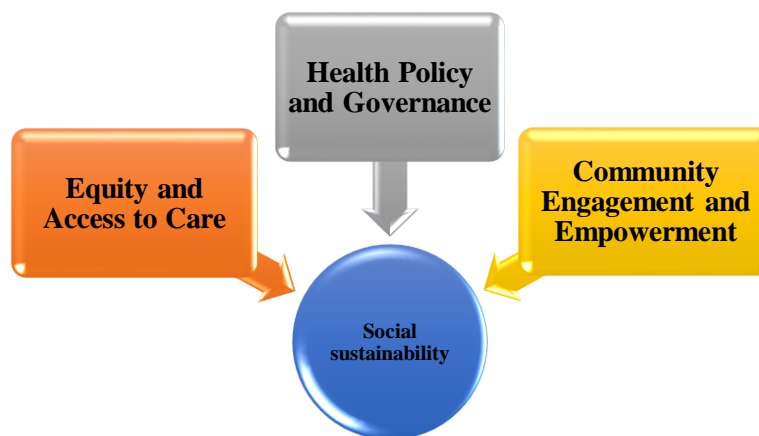 Health Policy
and Governance
Equity and
Access to Care
Community
Engagement and
Empowerment
Social
sustainability